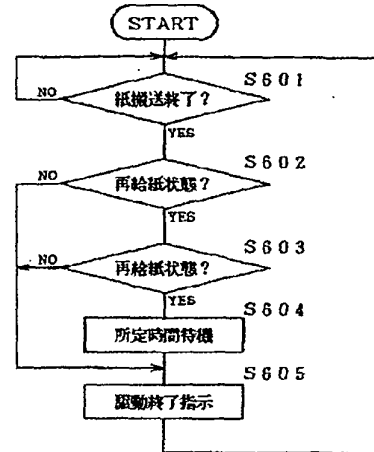 START
S601
紙搬送終了?
NO
YES
S602
再給紙状態?
NO
YES
S603
再給紙状態?
NO
YES
S604
所定時間待機
S605
駆動終了指示